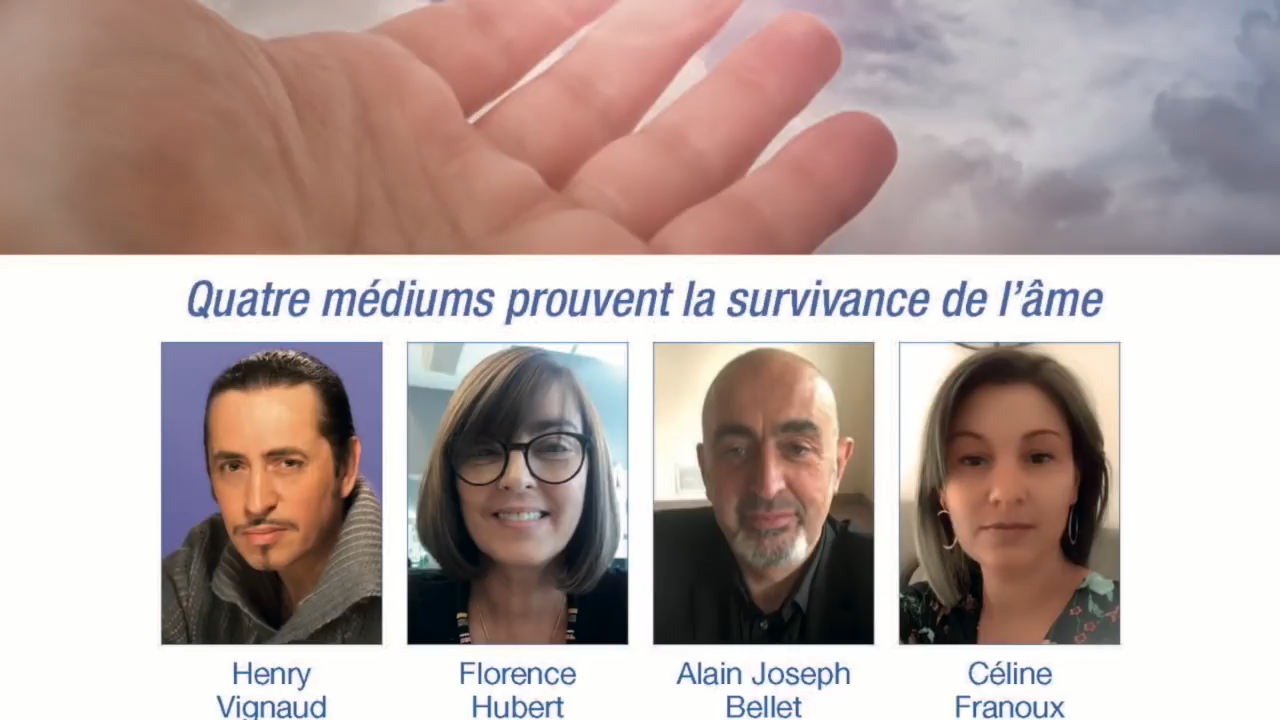 Quatre médiums prouvent la survivance de l'âme
Henry
Vignaud
Florence
Hubert
Alain Joseph
Bellet
Céline
Franoux